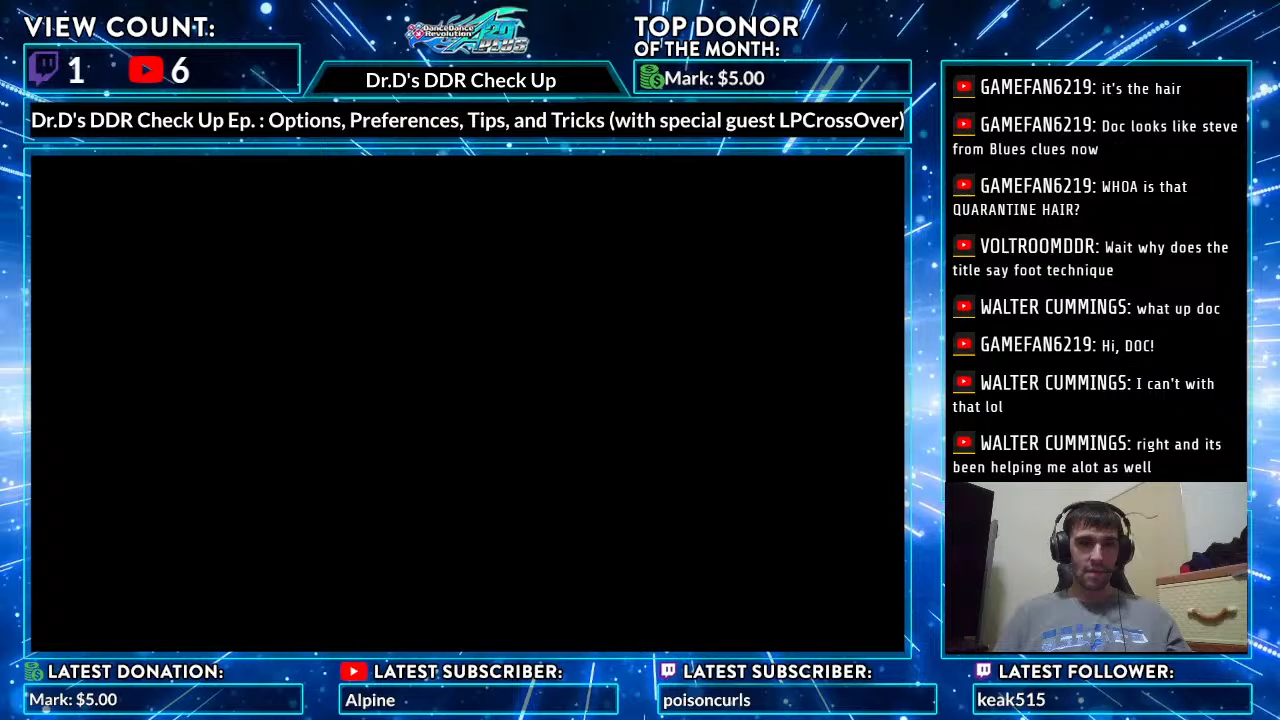 VIEW COUNT:
1
6
DanceDanceRevolution A20 PLUS
Dr.D's DDR Check Up
TOP DONOR
OF THE MONTH:
Mark: $5.00
Dr.D's DDR Check Up Ep. : Options, Preferences, Tips, and Tricks (with special guest LPCrossOver)
GAMEFAN6219: it's the hair
GAMEFAN6219: Doc looks like steve
from Blues clues now
GAMEFAN6219: WHOA is that
QUARANTINE HAIR?
VOLTROOMDDR: Wait why does the
title say foot technique
WALTER CUMMINGS: what up doc
GAMEFAN6219: Hi, DOC!
WALTER CUMMINGS: I can't with
that lol
WALTER CUMMINGS: right and its
been helping me alot as well
LATEST DONATION:
Mark: $5.00
LATEST SUBSCRIBER:
Alpine
LATEST SUBSCRIBER:
poisoncurls
LATEST FOLLOWER:
keak515